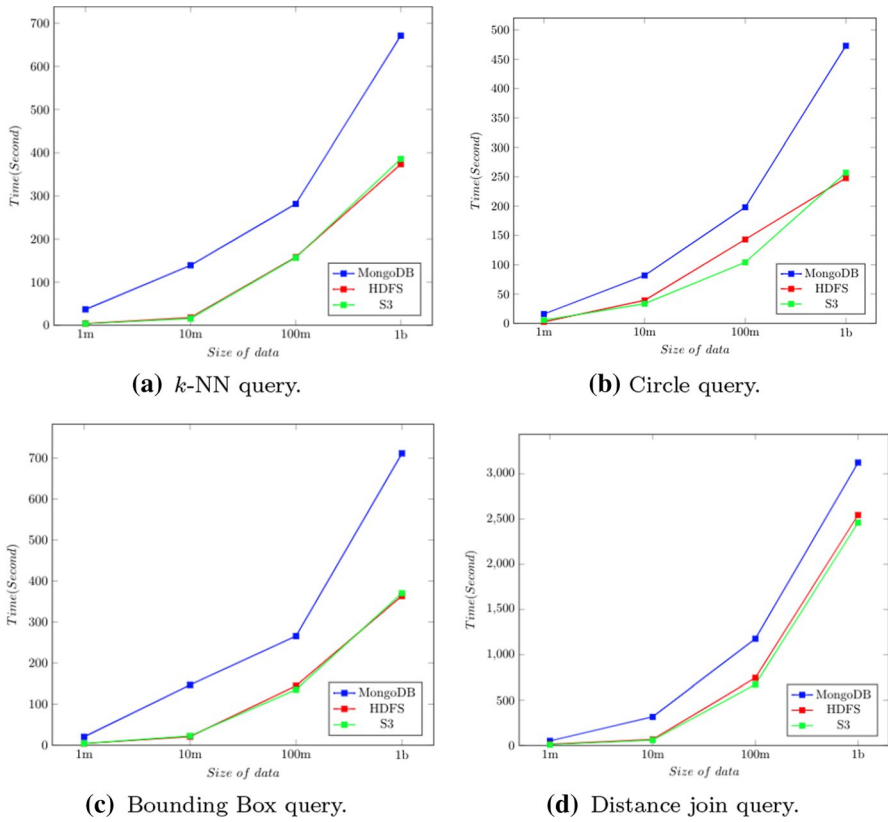 700
600
500
400
300
200
100
0
Time(Second)
1m 10m 100m 1b
Size of data
MongoDB
HDFS
S3
(a) k-NN query.
500
450
400
350
300
250
200
150
100
50
0
Time(Second)
1m 10m 100m 1b
Size of data
MongoDB
HDFS
S3
(b) Circle query.
700
600
500
400
300
200
100
0
Time(Second)
1m 10m 100m 1b
Size of data
MongoDB
HDFS
S3
(c) Bounding Box query.
3,000
2,500
2,000
1,500
1,000
500
0
Time(Second)
1m 10m 100m 1b
Size of data
MongoDB
HDFS
S3
(d) Distance join query.